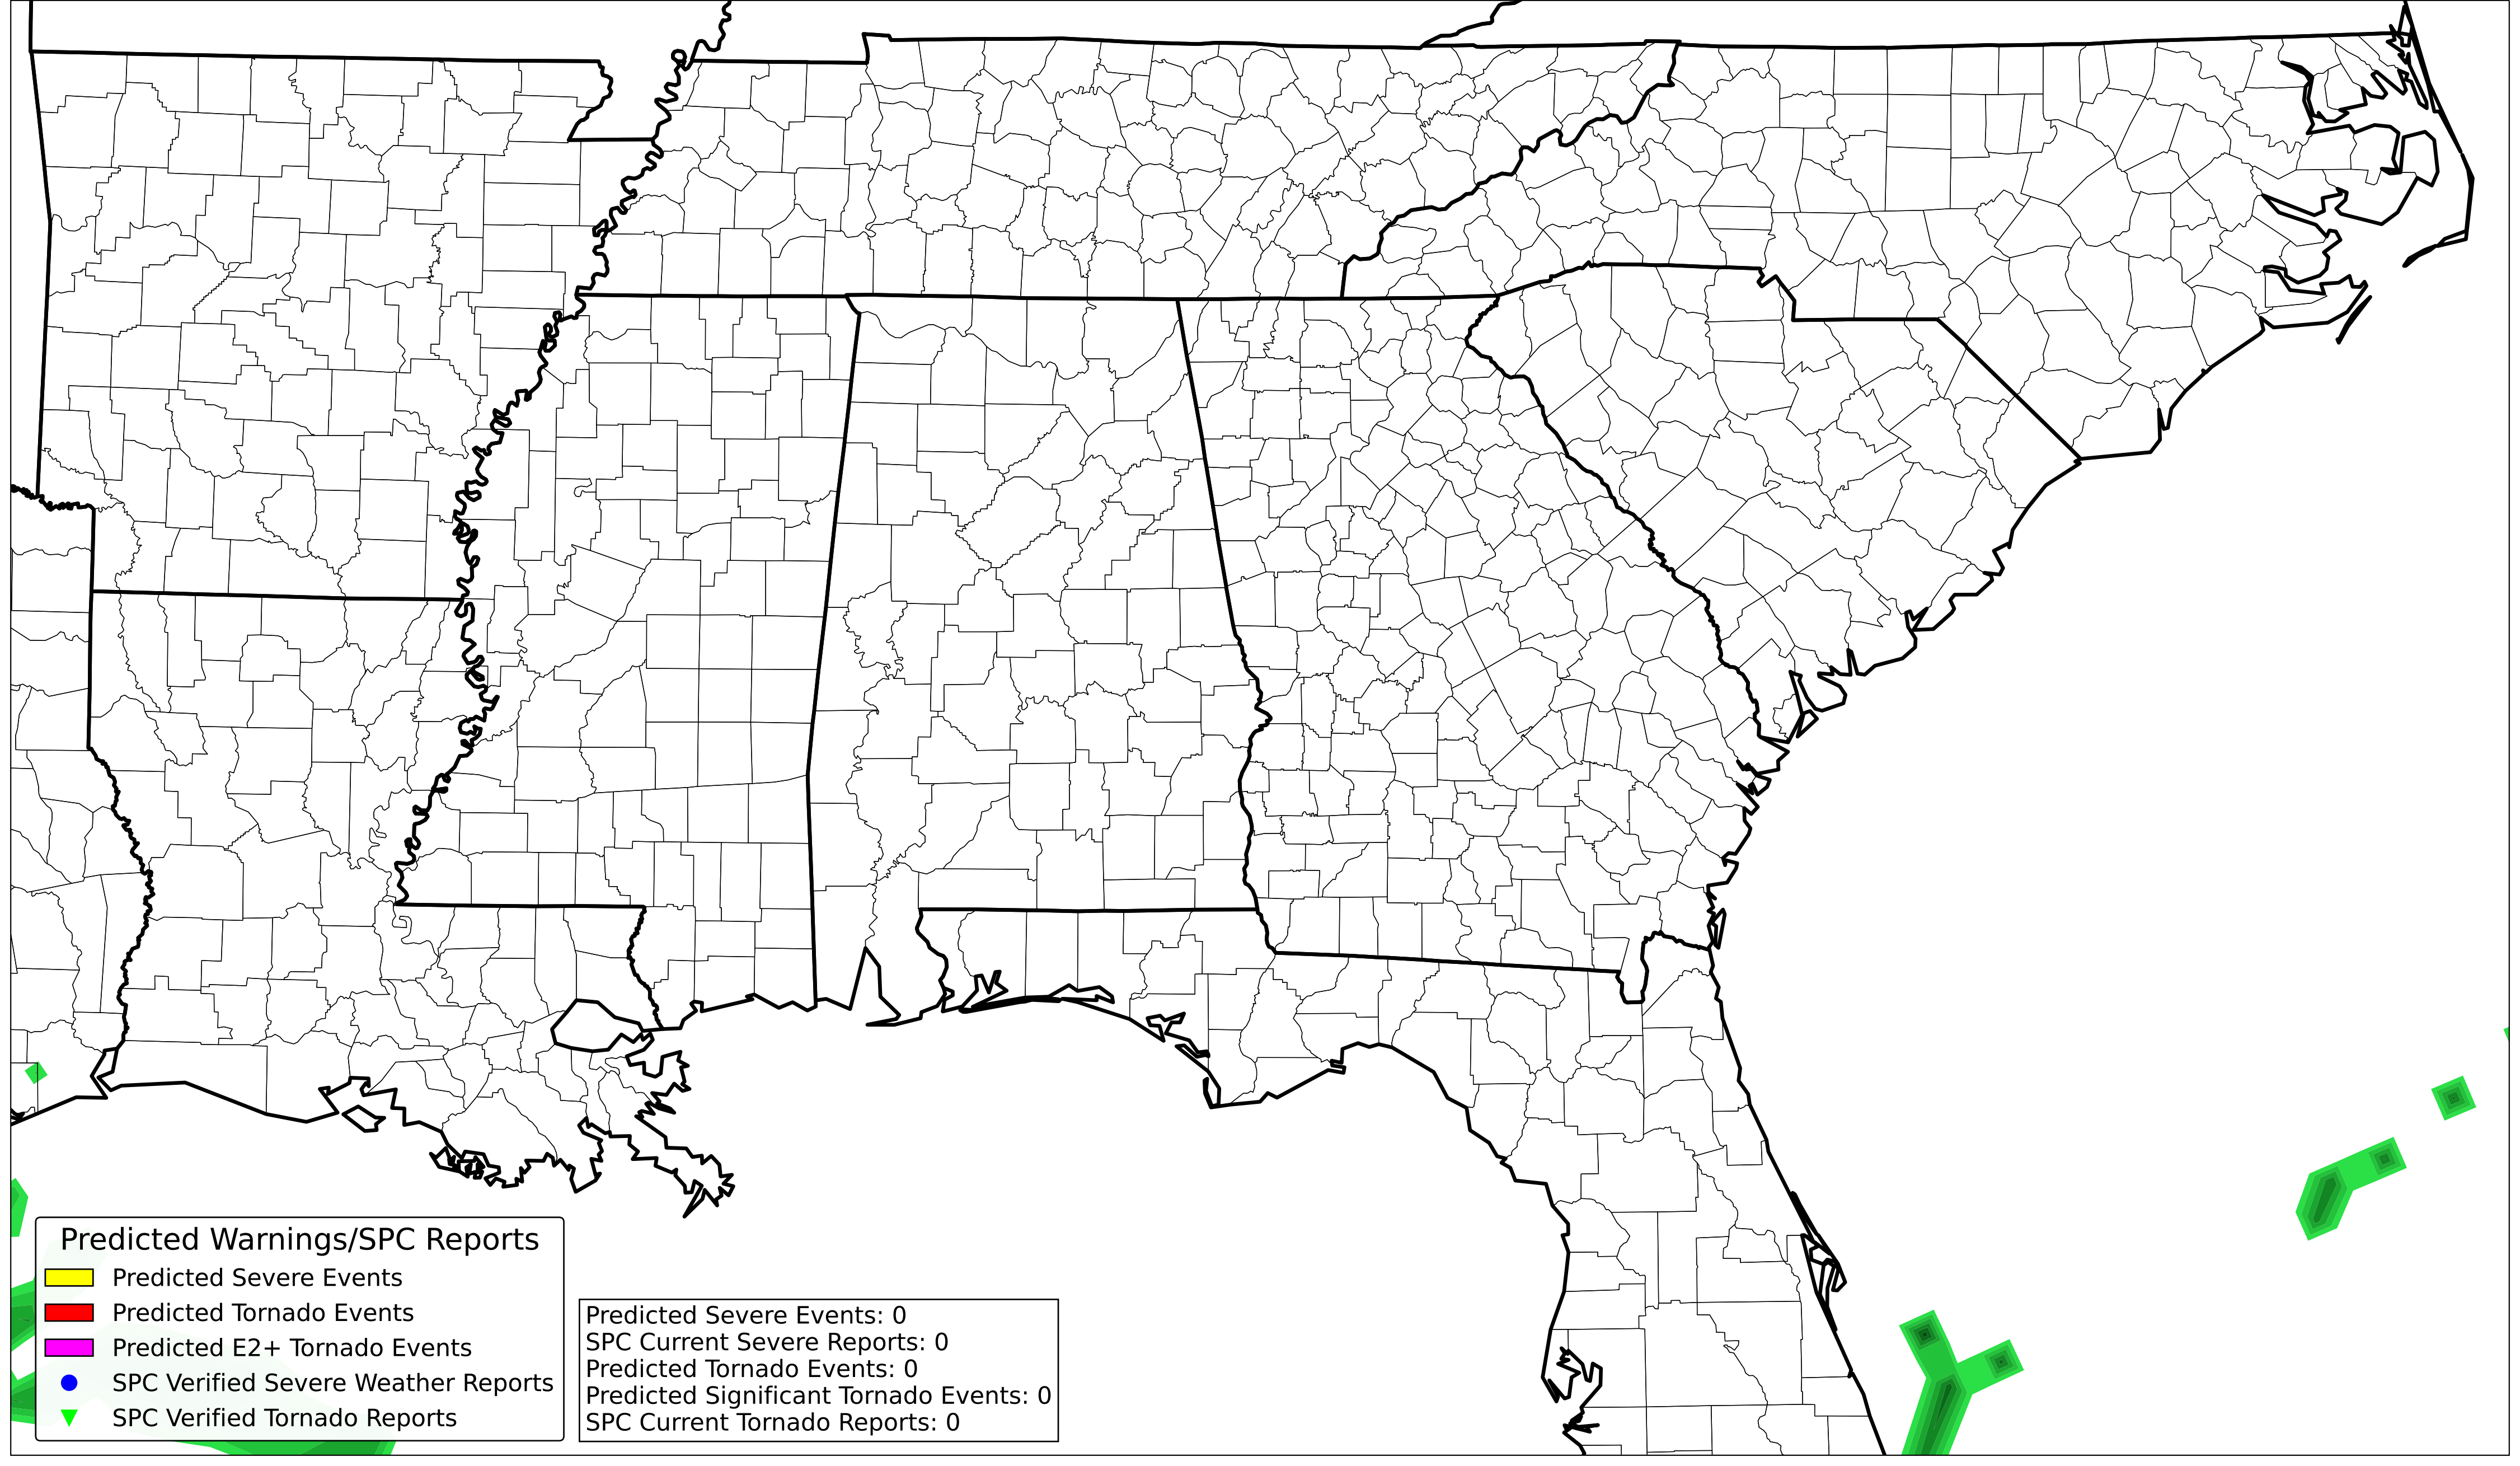 Predicted Warnings/SPC Reports
Predicted Severe Events
Predicted Tornado Events
Predicted E2+ Tornado Events
SPC Verified Severe Weather Reports
SPC Verified Tornado Reports
Predicted Severe Events: 0
SPC Current Severe Reports: 0
Predicted Tornado Events: 0
Predicted Significant Tornado Events: 0
SPC Current Tornado Reports: 0